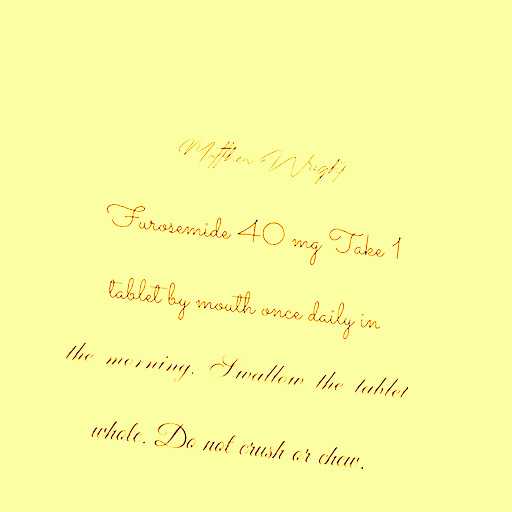 Matthew Wright
Furosemide 40 mg Take 1
tablet by mouth once daily in
the morning. Swallow the tablet
whole. Do not crush or chew.